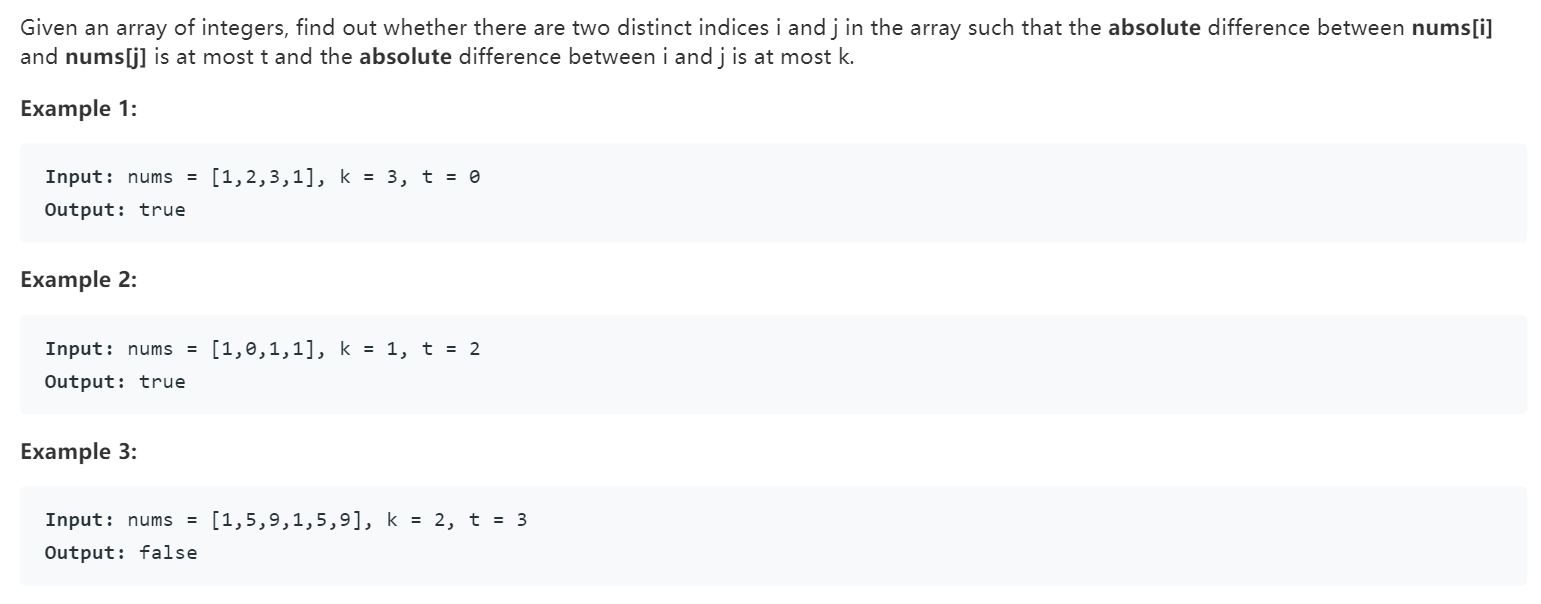 Given an array of integers, find out whether there are two distinct indices i and j in the array such that the absolute difference between nums[i]
and nums[j] is at most t and the absolute difference between i and j is at most k.
Example 1:
Input: nums = [1,2,3,1], k = 3, t = 0
Output: true
Example 2:
Input: nums = [1,0,1,1], k = 1, t = 2
Output: true
Example 3:
Input: nums = [1,5,9,1,5,9], k = 2, t = 3
Output: false